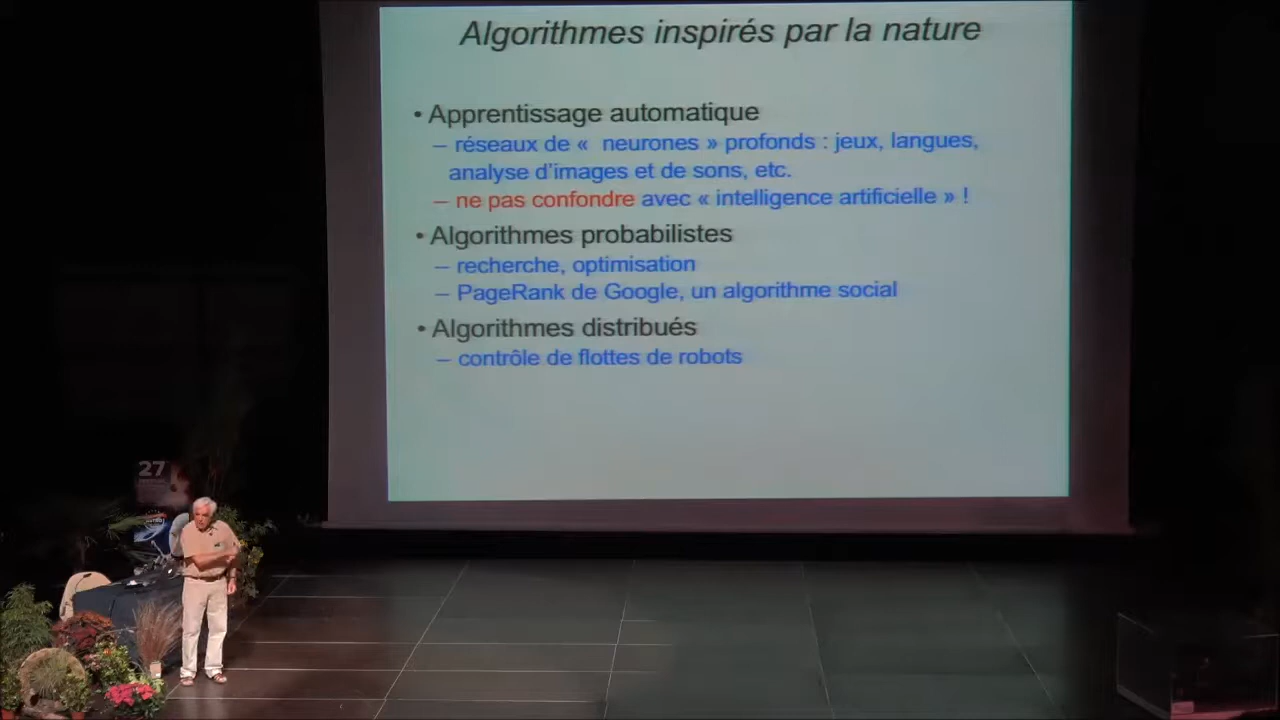 Algorithmes inspirés par la nature
• Apprentissage automatique
– réseaux de «  neurones » profonds : jeux, langues,
analyse d'images et de sons, etc.
– ne pas confondre avec « intelligence artificielle » !
• Algorithmes probabilistes
– recherche, optimisation
– PageRank de Google, un algorithme social
• Algorithmes distribués
– contrôle de flottes de robots
27